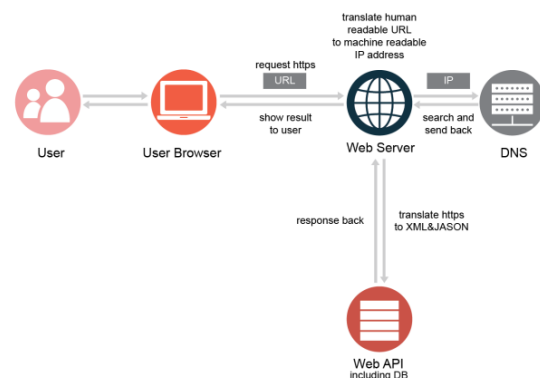 translate human
readable URL
to machine readable
IP address
request https
URL
IP
show result
to user
search and
send back
User
User Browser
Web Server
DNS
response back
translate https
to XML&JASON
Web API
including DB